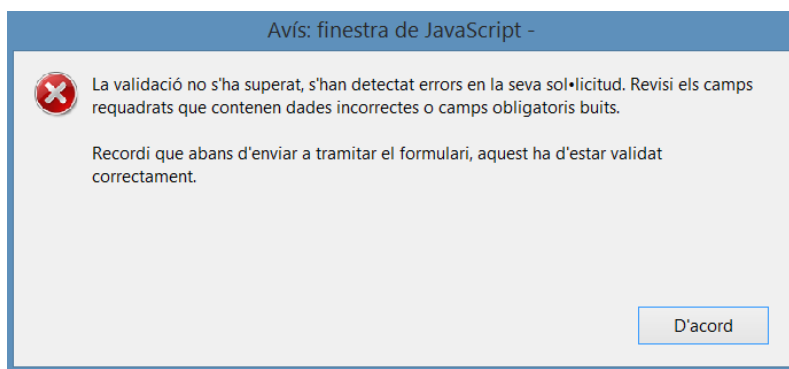 Avís: finestra de JavaScript -
La validació no s'ha superat, s'han detectat errors en la seva sol•licitud. Revisi els camps
requadrats que contenen dades incorrectes o camps obligatoris buits.
Recordi que abans d'enviar a tramitar el formulari, aquest ha d'estar validat
correctament.
D'acord